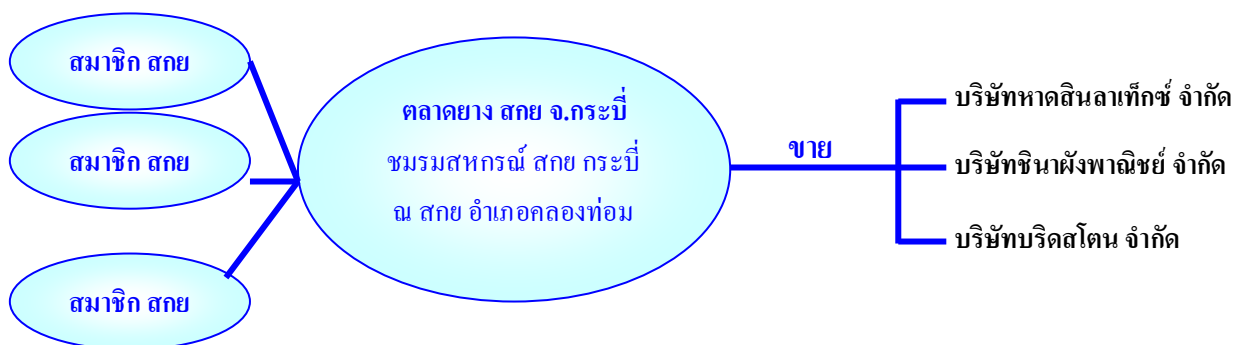 สมาชิก สกย
สมาชิก สกย
สมาชิก สกย
ตลาดยาง สกย จ.กระบี่
ชมรมสหกรณ์ สกย กระบี่
ณ สกย อำเภอคลองท่อม
ขาย
บริษัทหาดสินลาเท็กซ์ จำกัด
บริษัทชินาผังพาณิชย์ จำกัด
บริษัทบริดสโตน จำกัด